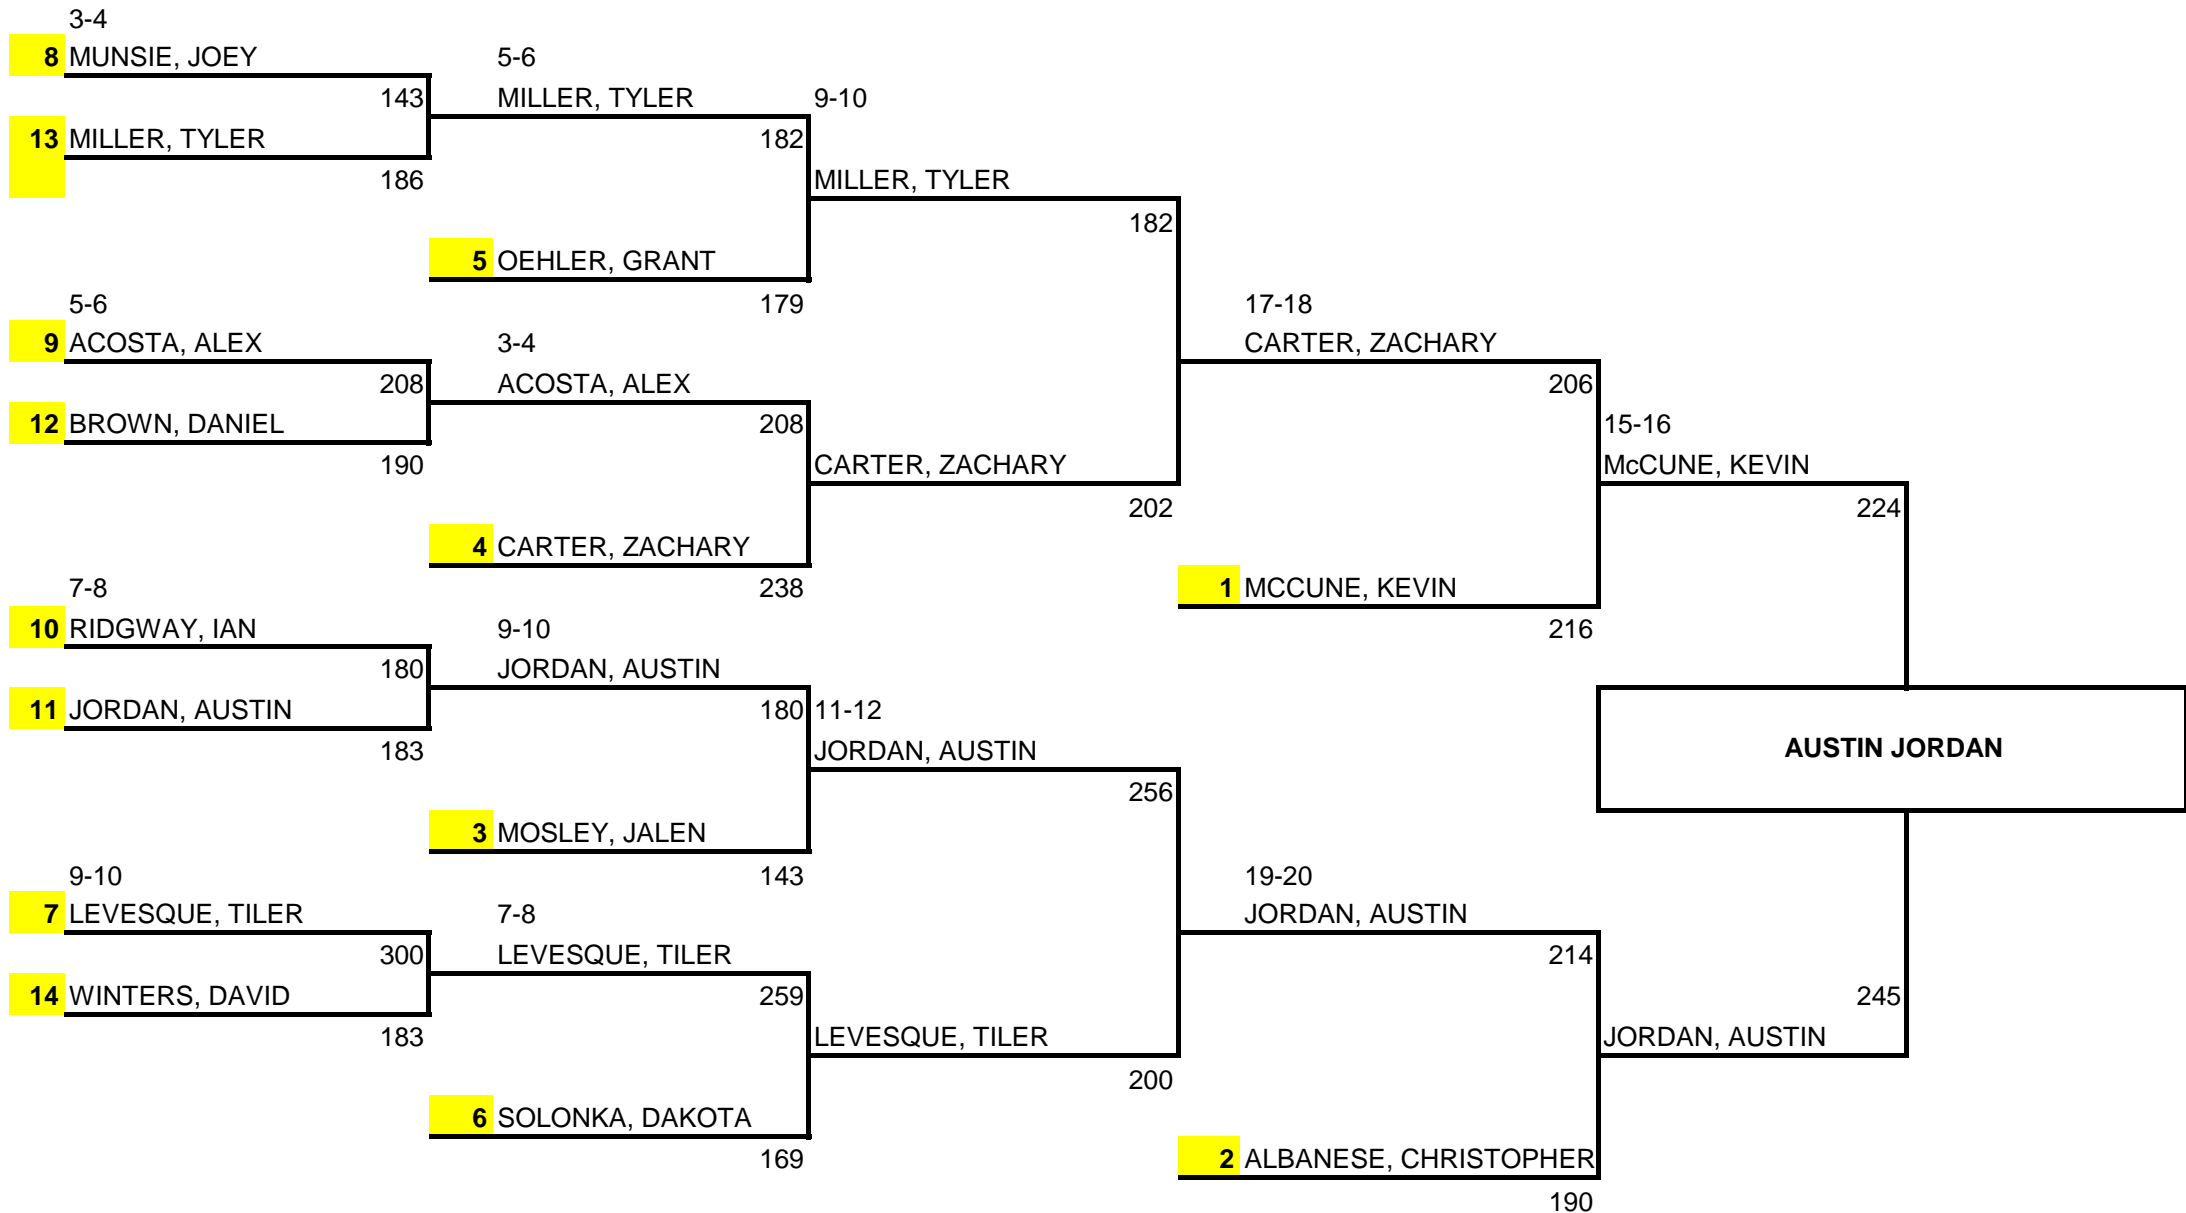 3-4
8 MUNSIE, JOEY
5-6
143
MILLER, TYLER
9-10
13 MILLER, TYLER
182
186
MILLER, TYLER
182
5 OEHLER, GRANT
179
5-6
17-18
9 ACOSTA, ALEX
3-4
CARTER, ZACHARY
208
ACOSTA, ALEX
206
12 BROWN, DANIEL
208
15-16
190
CARTER, ZACHARY
McCUNE, KEVIN
202
224
4 CARTER, ZACHARY
238
7-8
1 MCCUNE, KEVIN
10 RIDGWAY, IAN
9-10
216
180
JORDAN, AUSTIN
11 JORDAN, AUSTIN
180
11-12
183
JORDAN, AUSTIN
AUSTIN JORDAN
256
3 MOSLEY, JALEN
143
9-10
19-20
7 LEVESQUE, TILER
7-8
JORDAN, AUSTIN
300
LEVESQUE, TILER
214
14 WINTERS, DAVID
259
245
183
LEVESQUE, TILER
JORDAN, AUSTIN
200
6 SOLONKA, DAKOTA
169
2 ALBANESE, CHRISTOPHER
190